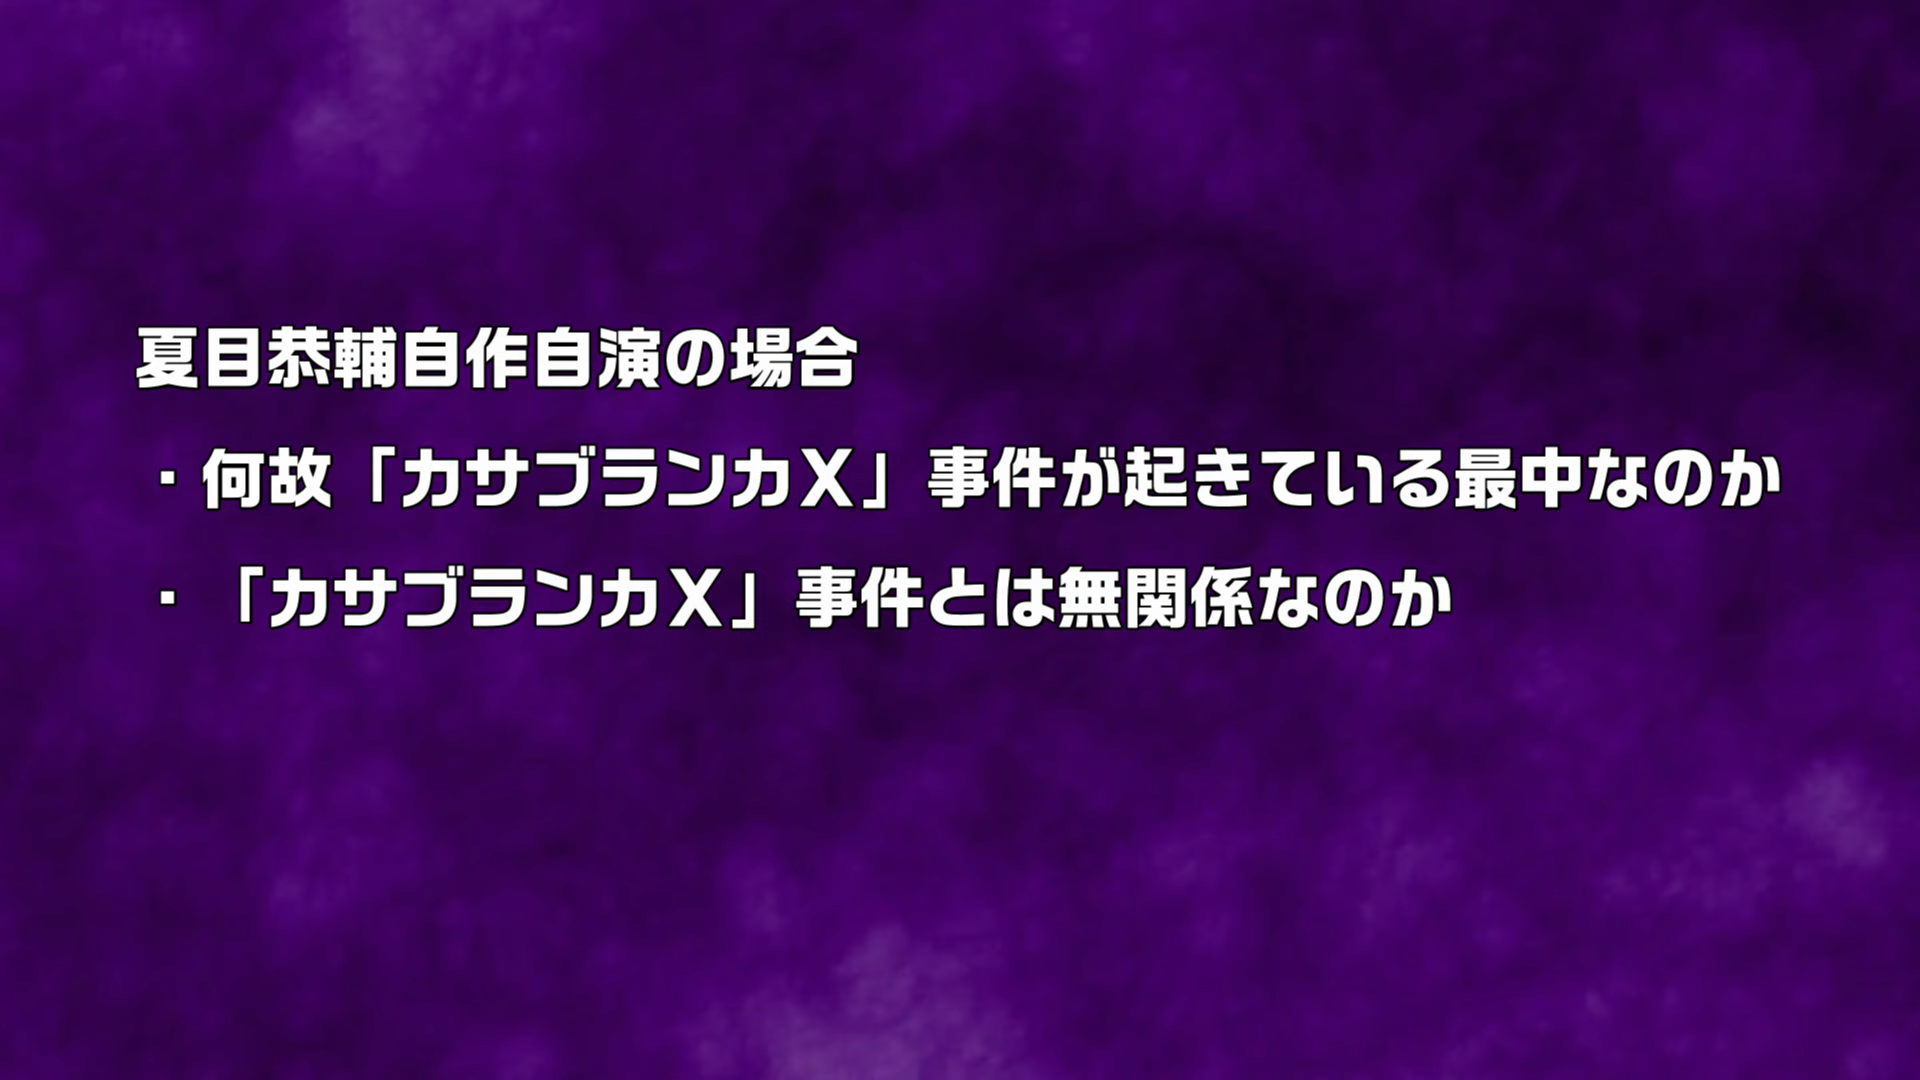 夏目恭輔自作自演の場合
・何故「カサブランカＸ」事件が起きている最中なのか
・「カサブランカＸ」事件とは無関係なのか